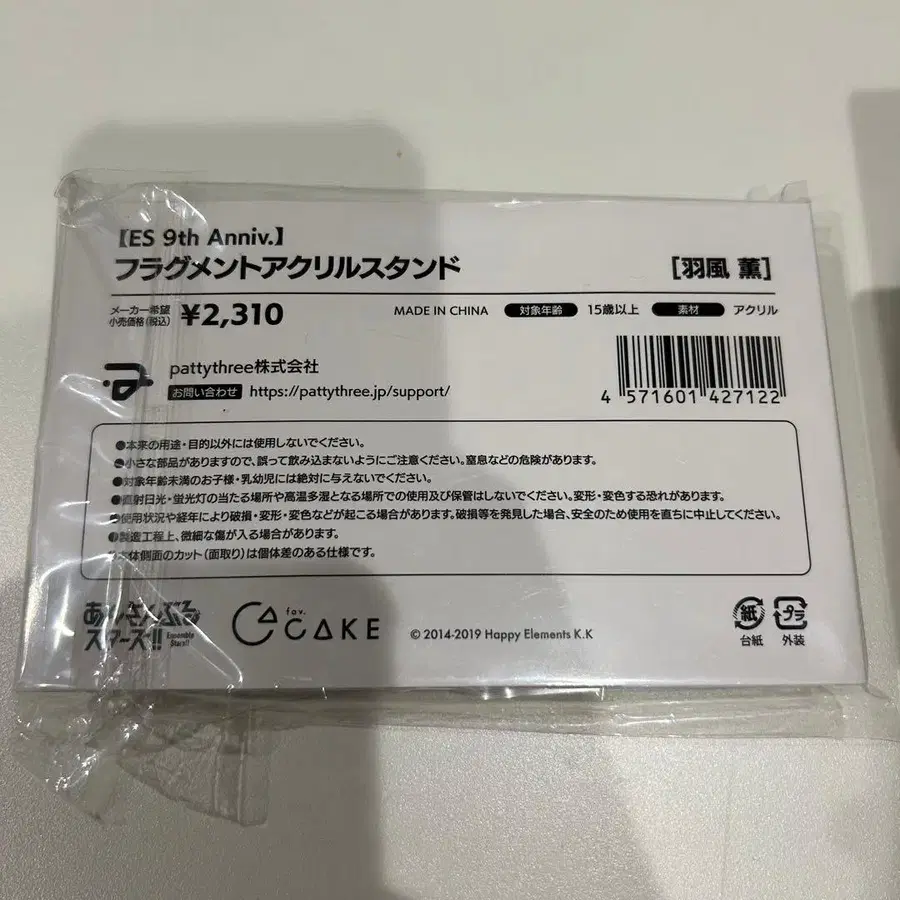 【ES 9th Anniv.】
フラグメントアクリルスタンド
[羽風 薫]
メーカー希望
小売価格(税込)
¥2,310
MADE IN CHINA
対象年齢
15歳以上
素材
アクリル
pattythree株式会社
お問い合わせ https://pattythree.jp/support/
4 571601 427122
●本来の用途・目的以外には使用しないでください。
●小さな部品がありますので、誤って飲み込まないようにご注意ください。窒息などの危険があります。
●対象年齢未満のお子様・乳幼児には絶対に与えないでください。
●直射日光・蛍光灯の当たる場所や高温多湿となる場所での使用及び保管はしないでください。変形・変色する恐れがあります。
●使用状況や経年により破損・変形・変色などが起こる場合があります。破損等を発見した場合、安全のため使用を直ちに中止してください。
●製造工程上、微細な傷が入る場合があります。
●本体側面のカット(面取り)は個体差のある仕様です。
あんさんぶる
スターズ!!
Ensemble
Stars!!
fav.
CAKE
© 2014-2019 Happy Elements K.K
紙
台紙
プラ
外装